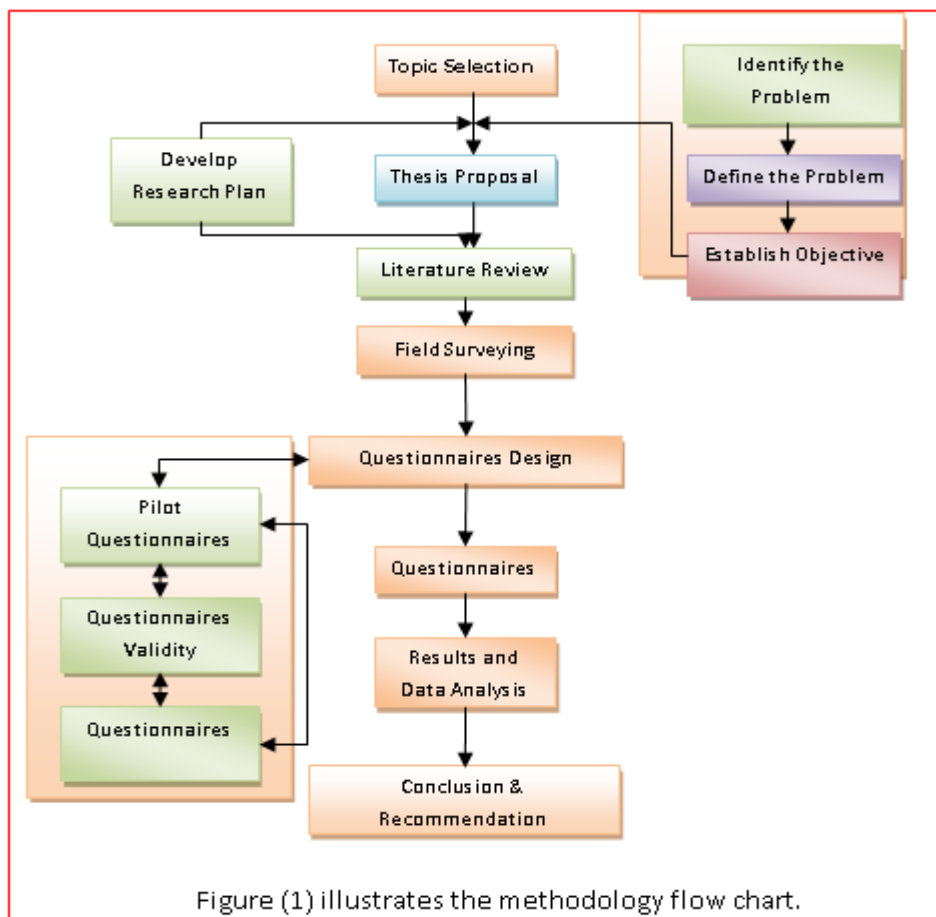 Topic Selection
Identify the
Problem
Develop
Research Plan
Thesis Proposal
Define the Problem
Literature Review
Establish Objective
Field Surveying
Questionnaires Design
Pilot
Questionnaires
Questionnaires
Questionnaires
Validity
Results and
Data Analysis
Questionnaires
Conclusion &
Recommendation
Figure (1) illustrates the methodology flow chart.